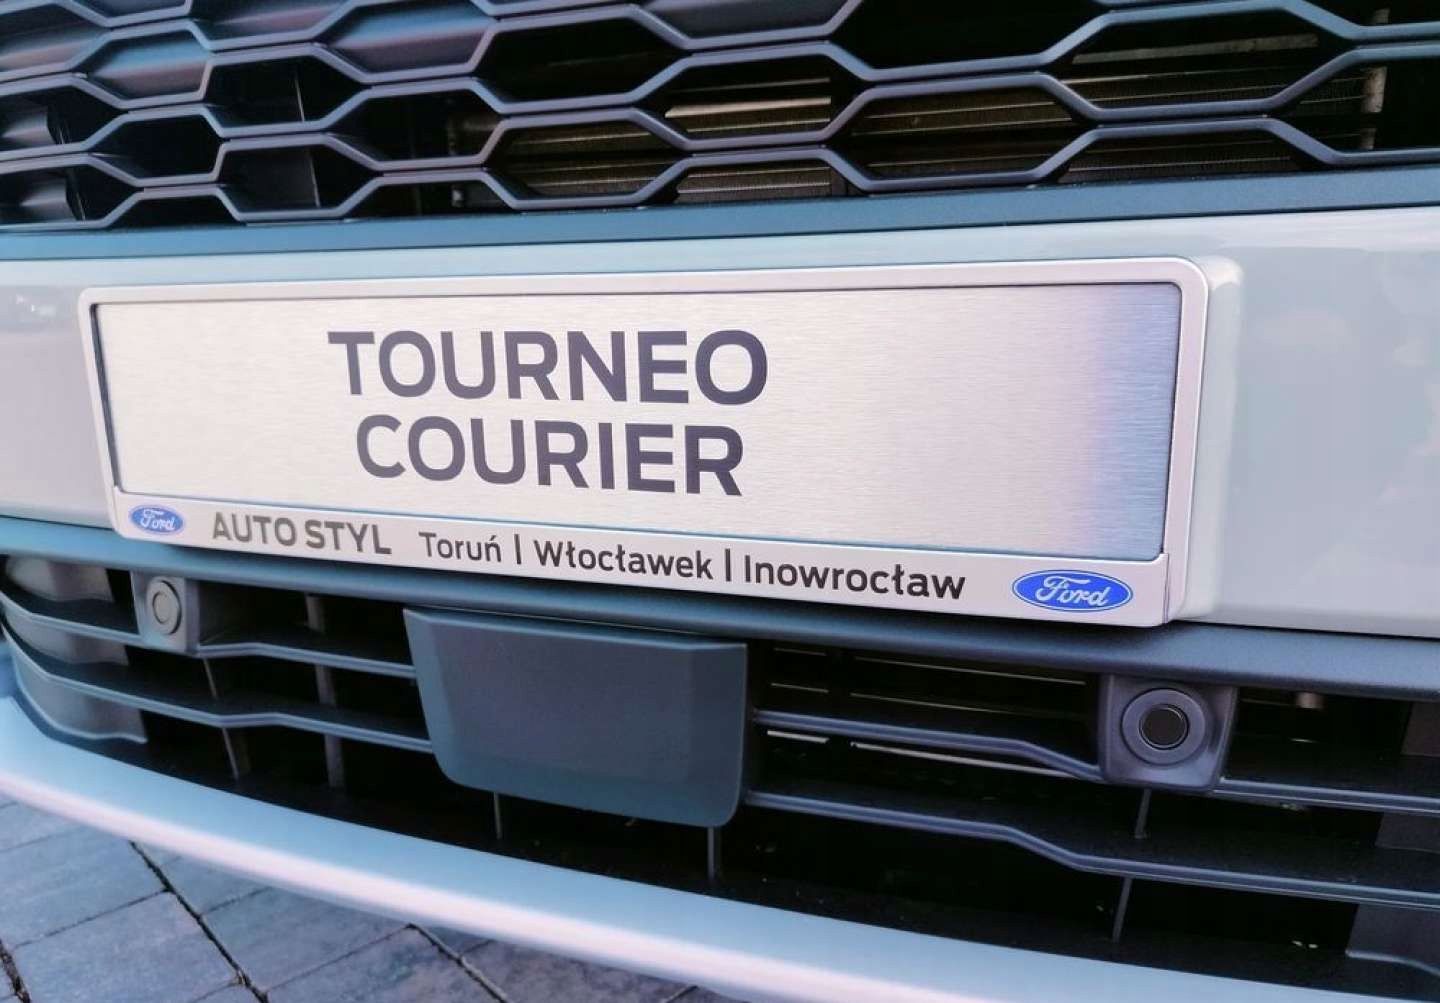 TOURNEO
COURIER
Ford AUTO STYL Toruń | Włocławek | Inowrocław Ford